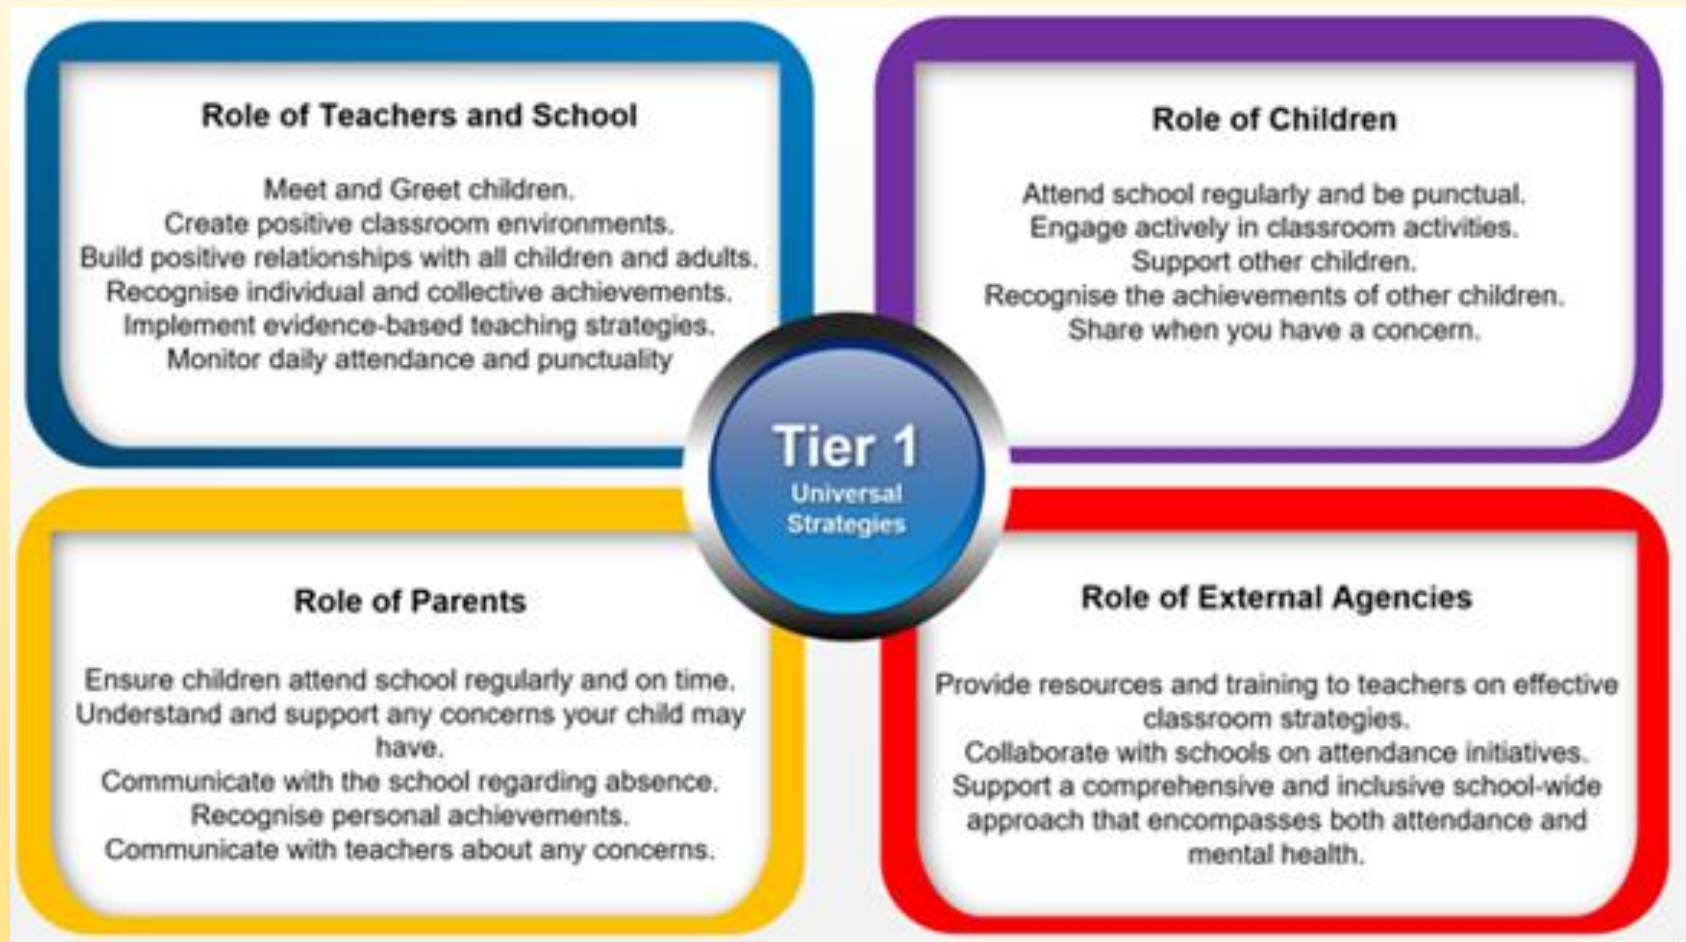 Role of Teachers and School
Meet and Greet children.
Create positive classroom environments.
Build positive relationships with all children and adults.
Recognise individual and collective achievements.
Implement evidence-based teaching strategies.
Monitor daily attendance and punctuality
Role of Children
Attend school regularly and be punctual.
Engage actively in classroom activities.
Support other children.
Recognise the achievements of other children.
Share when you have a concern.
Tier 1
Universal
Strategies
Role of Parents
Ensure children attend school regularly and on time.
Understand and support any concerns your child may
have.
Communicate with the school regarding absence.
Recognise personal achievements.
Communicate with teachers about any concerns.
Role of External Agencies
Provide resources and training to teachers on effective
classroom strategies.
Collaborate with schools on attendance initiatives.
Support a comprehensive and inclusive school-wide
approach that encompasses both attendance and
mental health.